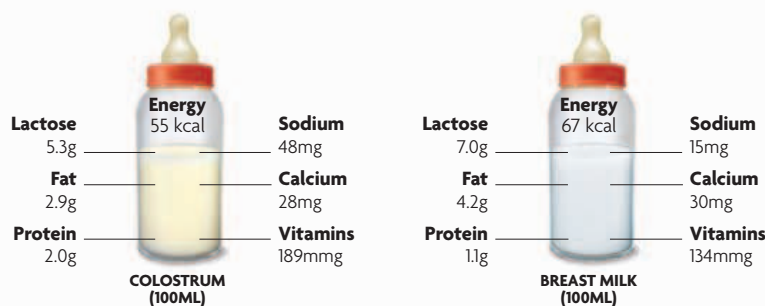 Energy
55 kcal
Lactose
5.3g
Fat
2.9g
Protein
2.0g
Sodium
48mg
Calcium
28mg
Vitamins
189mmg
COLOSTRUM
(100ML)
Energy
67 kcal
Lactose
7.0g
Fat
4.2g
Protein
1.1g
Sodium
15mg
Calcium
30mg
Vitamins
134mmg
BREAST MILK
(100ML)